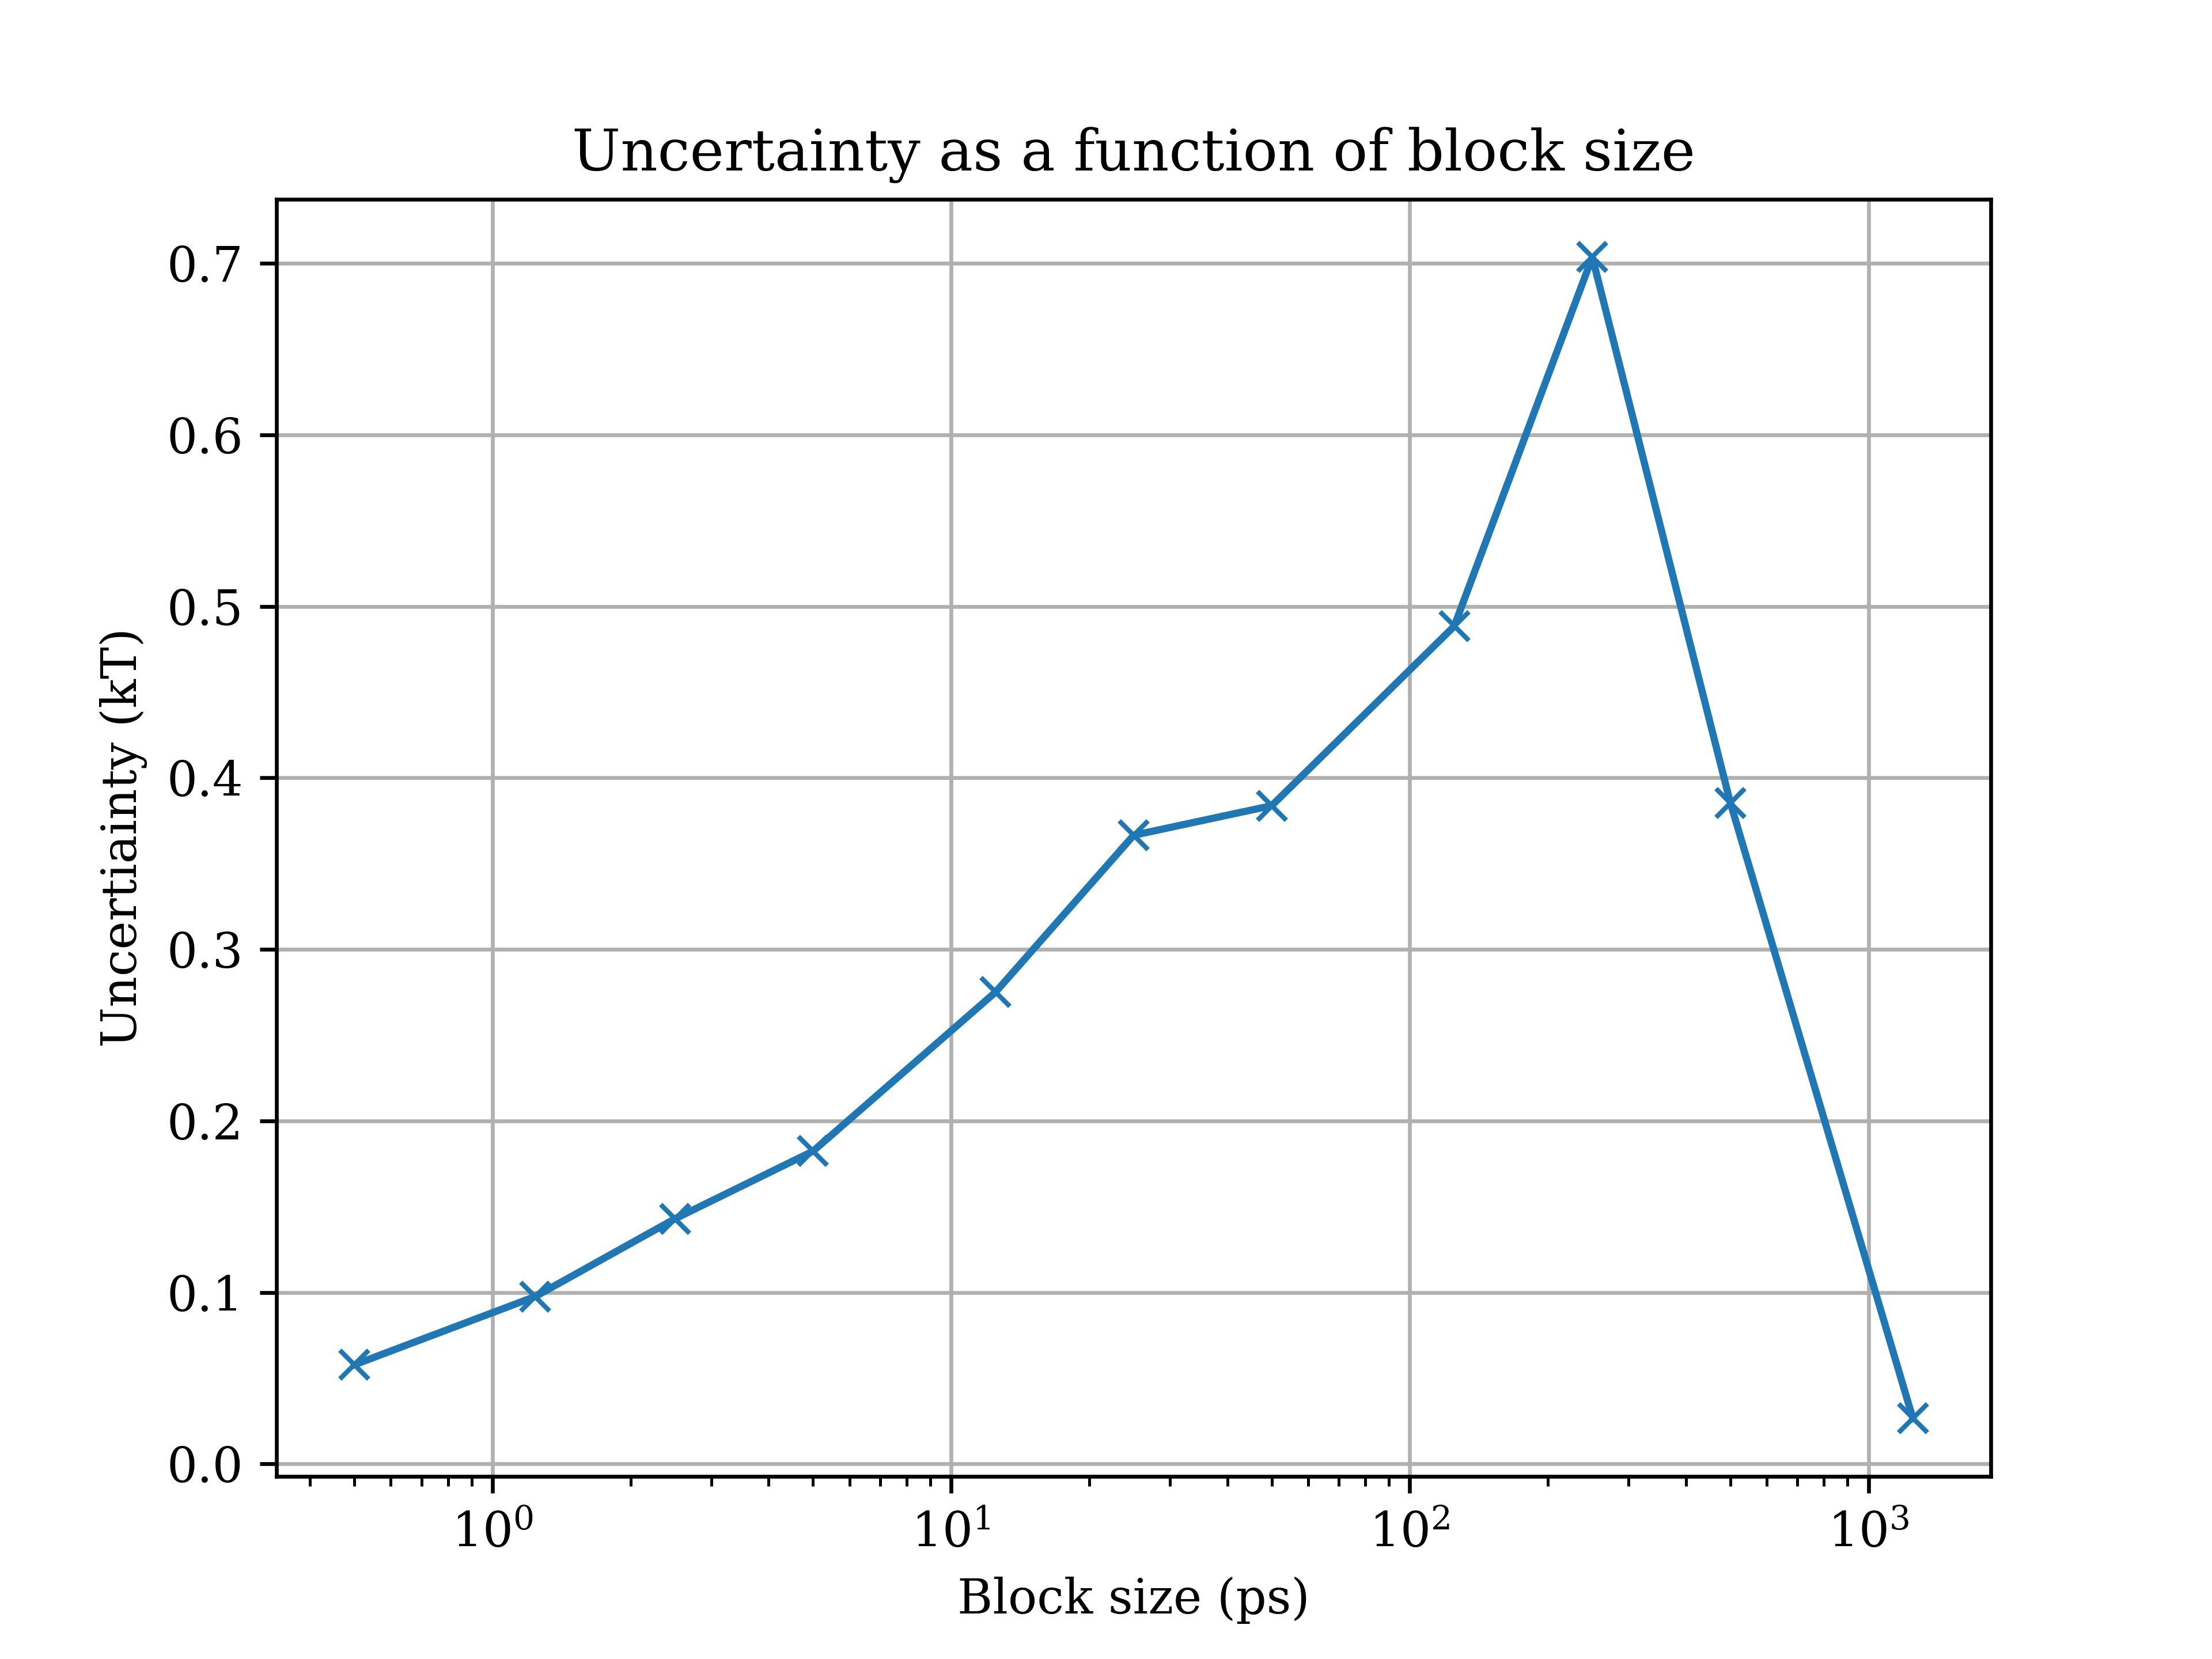 Uncertainty as a function of block size
0.7
0.6
0.5
0.4
0.3
0.2
0.1
0.0
Uncertiainty (kT)
10⁰ 10¹ 10² 10³
Block size (ps)